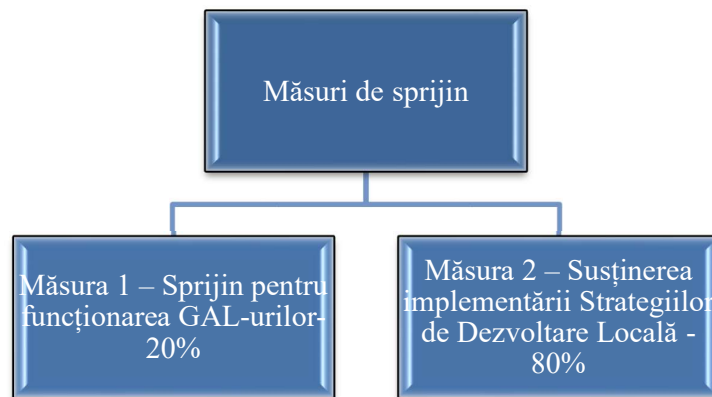 Măsuri de sprijin
Măsura 1 – Sprijin pentru
funcționarea GAL-urilor-
20%
Măsura 2 – Susținerea
implementării Strategiilor
de Dezvoltare Locală -
80%